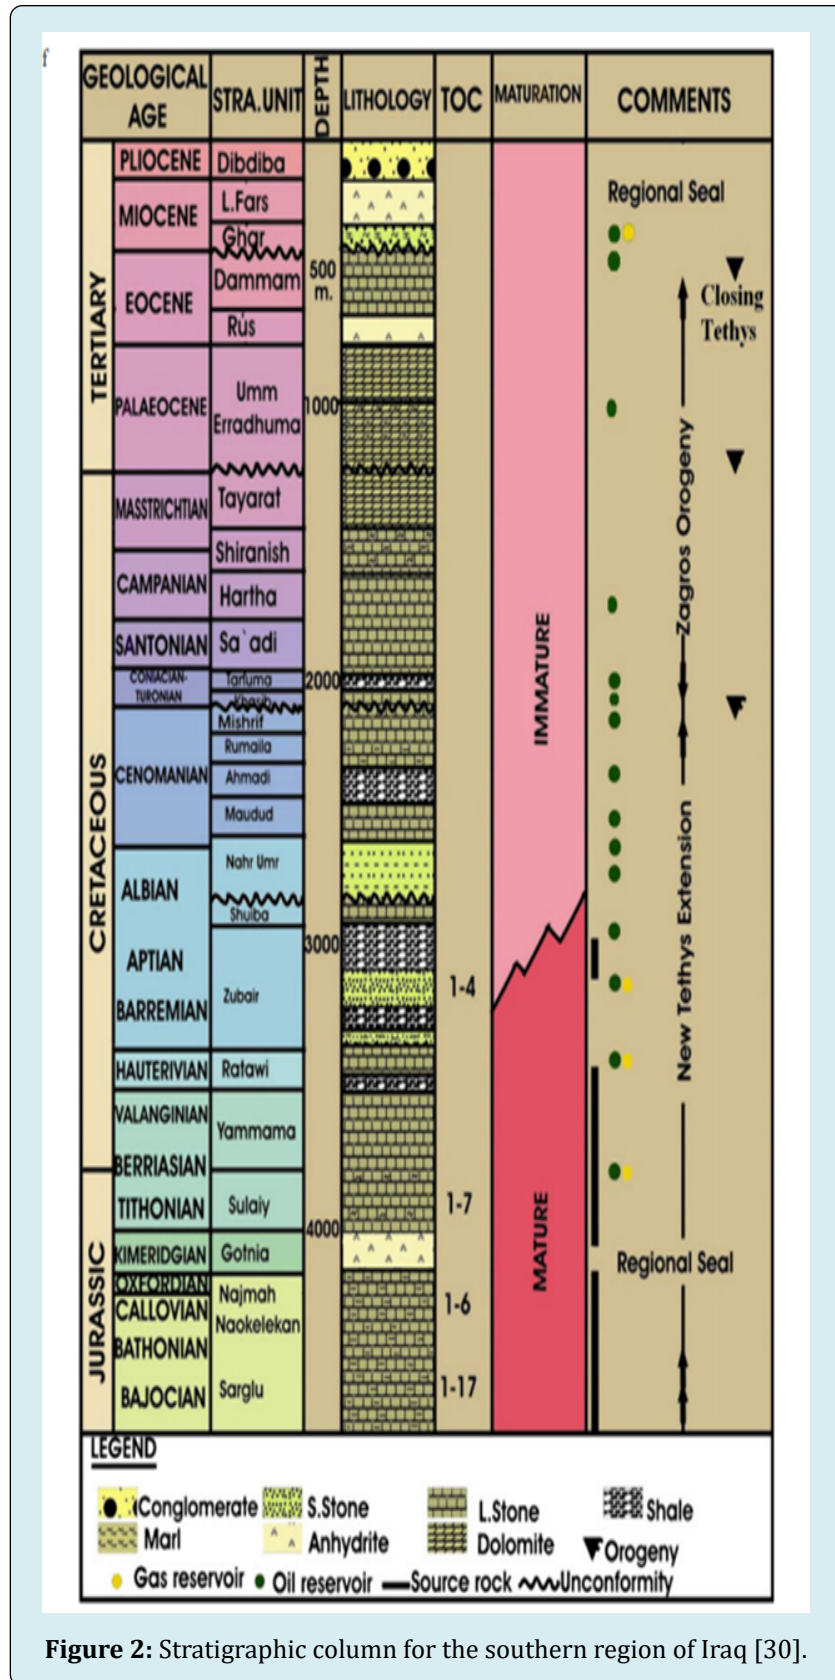 f
GEOLOGICAL AGE
STRA.UNIT
DEPTH
LITHOLOGY
TOC
MATURATION
COMMENTS
TERTIARY
CRETACEOUS
JURASSIC
PLIOCENE
MIOCENE
EOCENE
PALAEOCENE
MASSTRICHTIAN
CAMPANIAN
SANTONIAN
CONIACIAN-
TURONIAN
CENOMANIAN
ALBIAN
APTIAN
BARREMIAN
HAUTERIVIAN
VALANGINIAN
BERRIASIAN
TITHONIAN
KIMERIDGIAN
OXFORDIAN
CALLOVIAN
BATHONIAN
BAJOCIAN
Dibdiba
L.Fars
Ghar
Dammam
Rus
Umm
Erradhuma
Tayarat
Shiranish
Hartha
Sa`adi
Khasib
Mishrif
Rumaila
Ahmadi
Maudud
Nahr Umr
Shuiba
Zubair
Ratawi
Yammama
Sulaiy
Gotnia
Najmah
Naokelekan
Sarglu
500
m.
1000
2000
3000
4000
1-4
1-7
1-6
1-17
IMMATURE
MATURE
Regional Seal
Closing
Tethys
Zagros Orogeny
New Tethys Extension
Regional Seal
LEGEND
Conglomerate
S.Stone
L.Stone
Shale
Marl
Anhydrite
Dolomite
Orogeny
Gas reservoir
Oil reservoir
Source rock
Unconformity
Figure 2: Stratigraphic column for the southern region of Iraq [30].